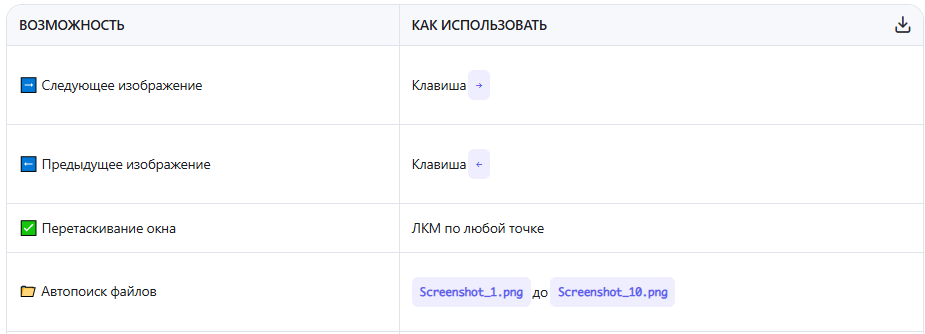 ВОЗМОЖНОСТЬ КАК ИСПОЛЬЗОВАТЬ
➡️ Следующее изображение Клавиша →
⬅️ Предыдущее изображение Клавиша ←
✅ Перетаскивание окна ЛКМ по любой точке
📁 Автопоиск файлов Screenshot_1.png до Screenshot_10.png